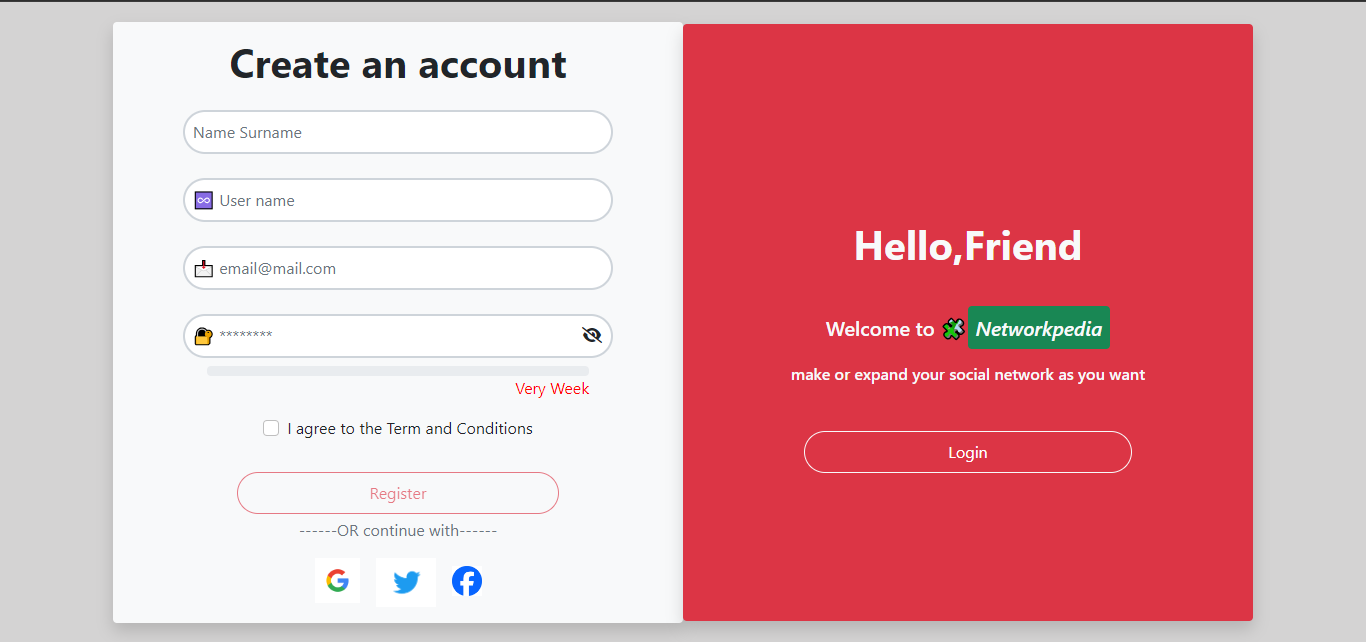 Create an account
Name Surname
User name
email@mail.com
********
Very Week
I agree to the Term and Conditions
Register
------OR continue with------
Hello,Friend
Welcome to Networkpedia
make or expand your social network as you want
Login